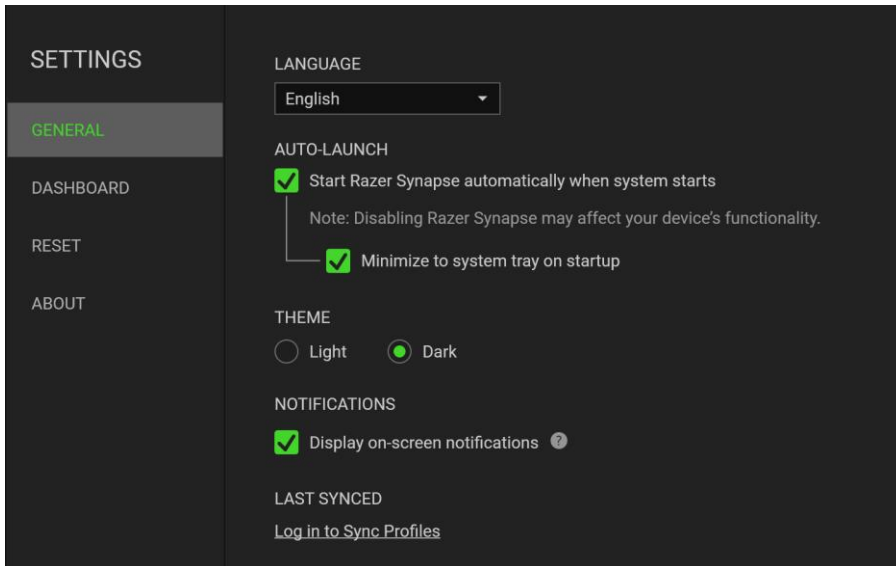 SETTINGS
GENERAL
DASHBOARD
RESET
ABOUT
LANGUAGE
English
AUTO-LAUNCH
Start Razer Synapse automatically when system starts
Note: Disabling Razer Synapse may affect your device’s functionality.
Minimize to system tray on startup
THEME
Light Dark
NOTIFICATIONS
Display on-screen notifications ?
LAST SYNCED
Log in to Sync Profiles